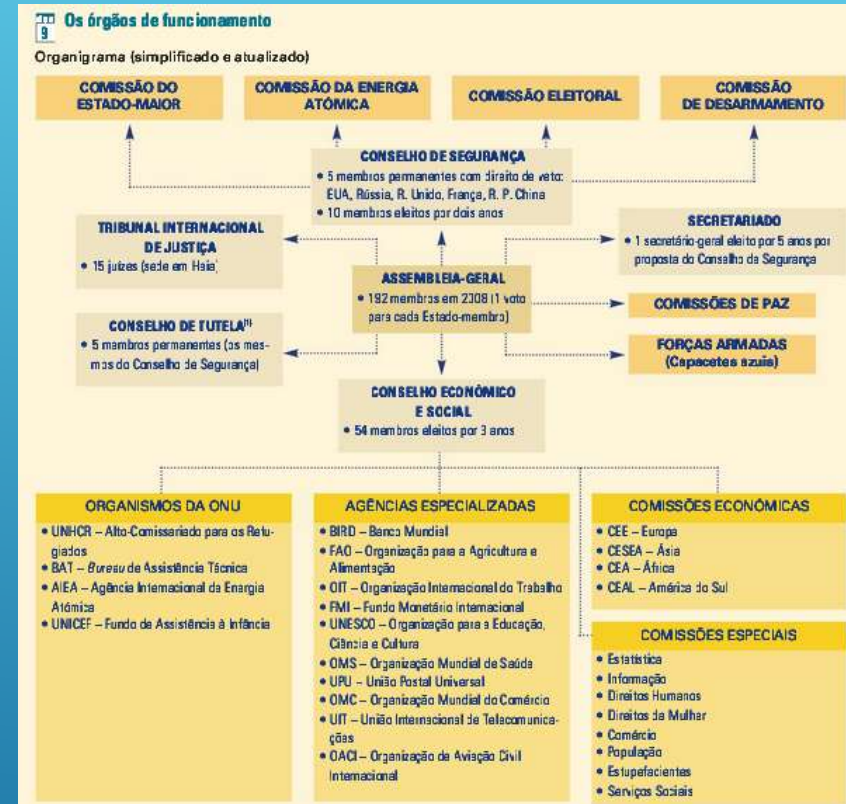 9
Os órgãos de funcionamento
Organigrama (simplificado e atualizado)
COMISSÃO DO
ESTADO-MAIOR
COMISSÃO DA ENERGIA
ATÓMICA
COMISSÃO ELEITORAL
COMISSÃO
DE DESARMAMENTO
CONSELHO DE SEGURANÇA
• 5 membros permanentes com direito de veto:
EUA, Rússia, R. Unido, França, R. P. China
• 10 membros eleitos por dois anos
TRIBUNAL INTERNACIONAL
DE JUSTIÇA
• 15 juízes (sede em Haia)
SECRETARIADO
• 1 secretário-geral eleito por 5 anos por
proposta do Conselho de Segurança
ASSEMBLEIA-GERAL
• 192 membros em 2008 (1 voto
para cada Estado-membro)
COMISSÕES DE PAZ
CONSELHO DE TUTELA(1)
• 5 membros permanentes (os mes-
mos do Conselho de Segurança)
FORÇAS ARMADAS
(Capacetes azuis)
CONSELHO ECONÓMICO
E SOCIAL
• 54 membros eleitos por 3 anos
ORGANISMOS DA ONU
• UNHCR – Alto-Comissariado para os Refu-
giados
• BAT – Bureau de Assistência Técnica
• AIEA – Agência Internacional de Energia
Atómica
• UNICEF – Fundo de Assistência à Infância
AGÊNCIAS ESPECIALIZADAS
• BIRD – Banco Mundial
• FAO – Organização para a Agricultura e
Alimentação
• OIT – Organização Internacional do Trabalho
• FMI – Fundo Monetário Internacional
• UNESCO – Organização para a Educação,
Ciência e Cultura
• OMS – Organização Mundial de Saúde
• UPU – União Postal Universal
• OMC – Organização Mundial do Comércio
• UIT – União Internacional de Telecomunica-
ções
• OACI – Organização de Aviação Civil
Internacional
COMISSÕES ECONÓMICAS
• CEE – Europa
• CESEA – Ásia
• CEA – África
• CEAL – América do Sul
COMISSÕES ESPECIAIS
• Estatística
• Informação
• Direitos Humanos
• Direitos da Mulher
• Comércio
• População
• Estupefacientes
• Serviços Sociais